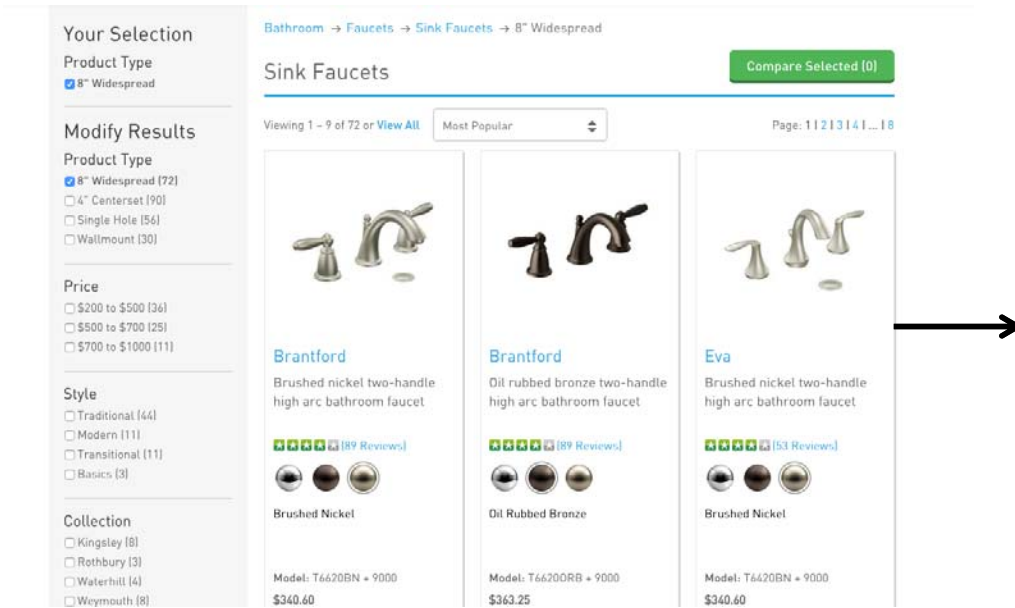 Your Selection
Product Type
8" Widespread
Modify Results
Product Type
8" Widespread (72)
4" Centerset (90)
Single Hole (56)
Wallmount (30)
Price
$200 to $500 (36)
$500 to $700 (25)
$700 to $1000 (11)
Style
Traditional (44)
Modern (11)
Transitional (11)
Basics (3)
Collection
Kingsley (8)
Rothbury (3)
Waterhill (4)
Weymouth (8)
Bathroom → Faucets → Sink Faucets → 8" Widespread
Sink Faucets
Compare Selected (0)
Viewing 1 – 9 of 72 or View All
Most Popular
Page: 1 | 2 | 3 | 4 | ... | 8
Brantford
Brushed nickel two-handle
high arc bathroom faucet
(89 Reviews)
Brushed Nickel
Model: T6620BN + 9000
$340.60
Brantford
Oil rubbed bronze two-handle
high arc bathroom faucet
(89 Reviews)
Oil Rubbed Bronze
Model: T6620ORB + 9000
$363.25
Eva
Brushed nickel two-handle
high arc bathroom faucet
(53 Reviews)
Brushed Nickel
Model: T6420BN + 9000
$340.60